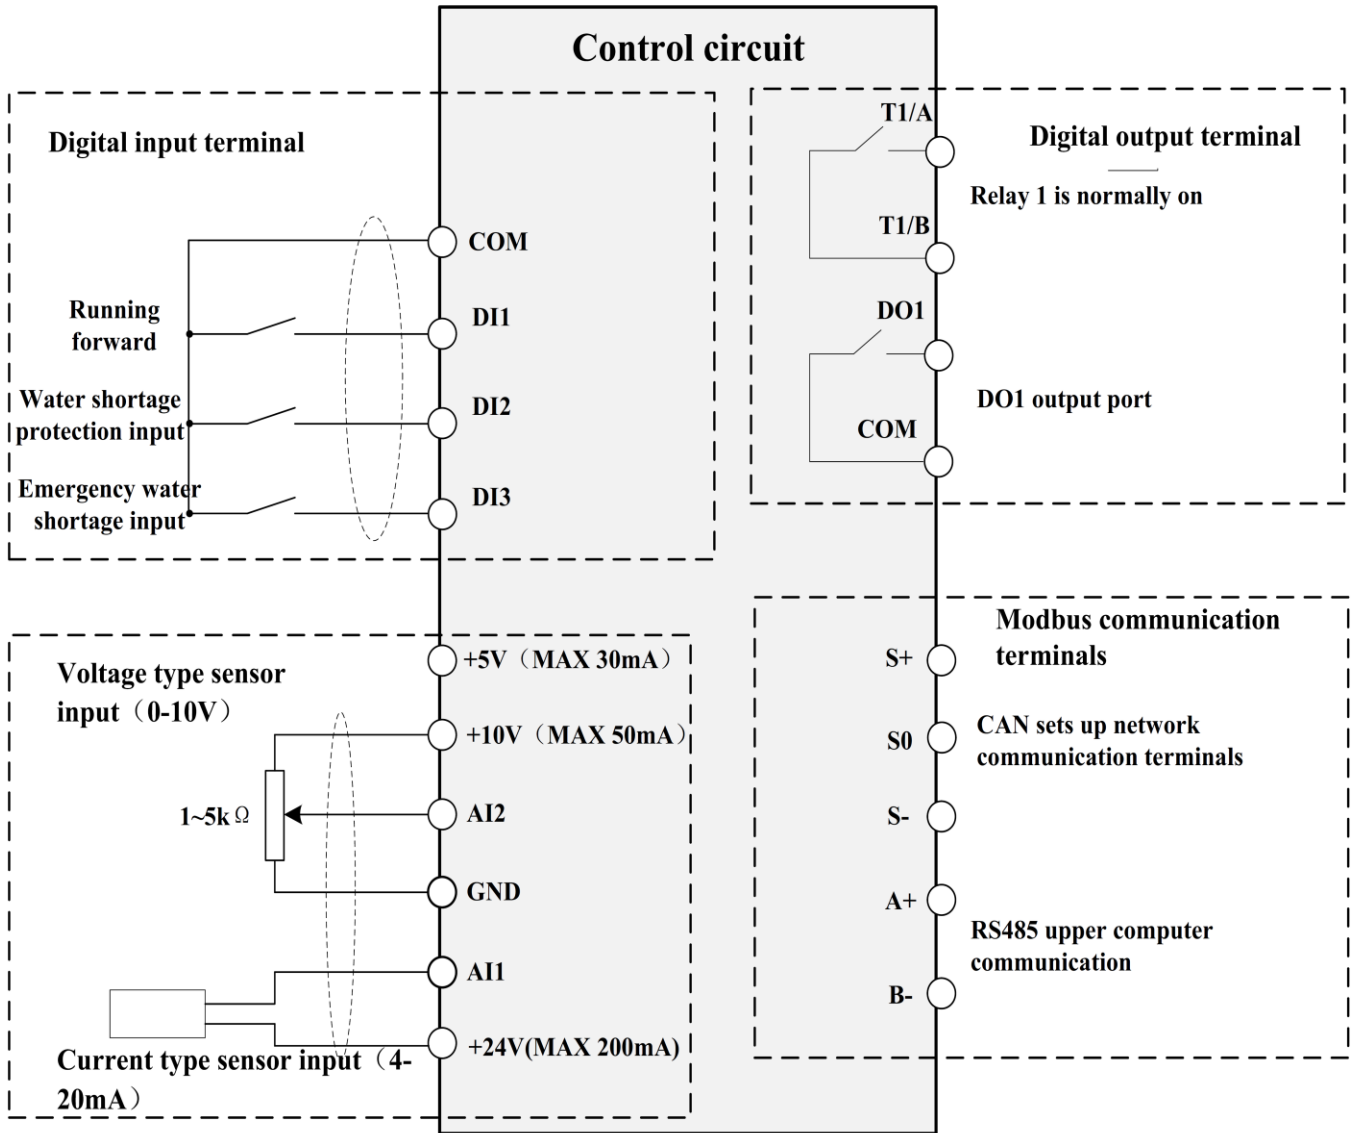 Control circuit
Digital input terminal
COM
Running
forward
DI1
Water shortage
protection input
DI2
Emergency water
shortage input
DI3
T1/A
Digital output terminal
Relay 1 is normally on
T1/B
DO1
DO1 output port
COM
Voltage type sensor
input（0-10V）
+5V（MAX 30mA）
+10V（MAX 50mA）
1~5kΩ
AI2
GND
AI1
+24V(MAX 200mA)
Current type sensor input（4-
20mA）
Modbus communication
terminals
S+
S0
CAN sets up network
communication terminals
S-
A+
RS485 upper computer
communication
B-